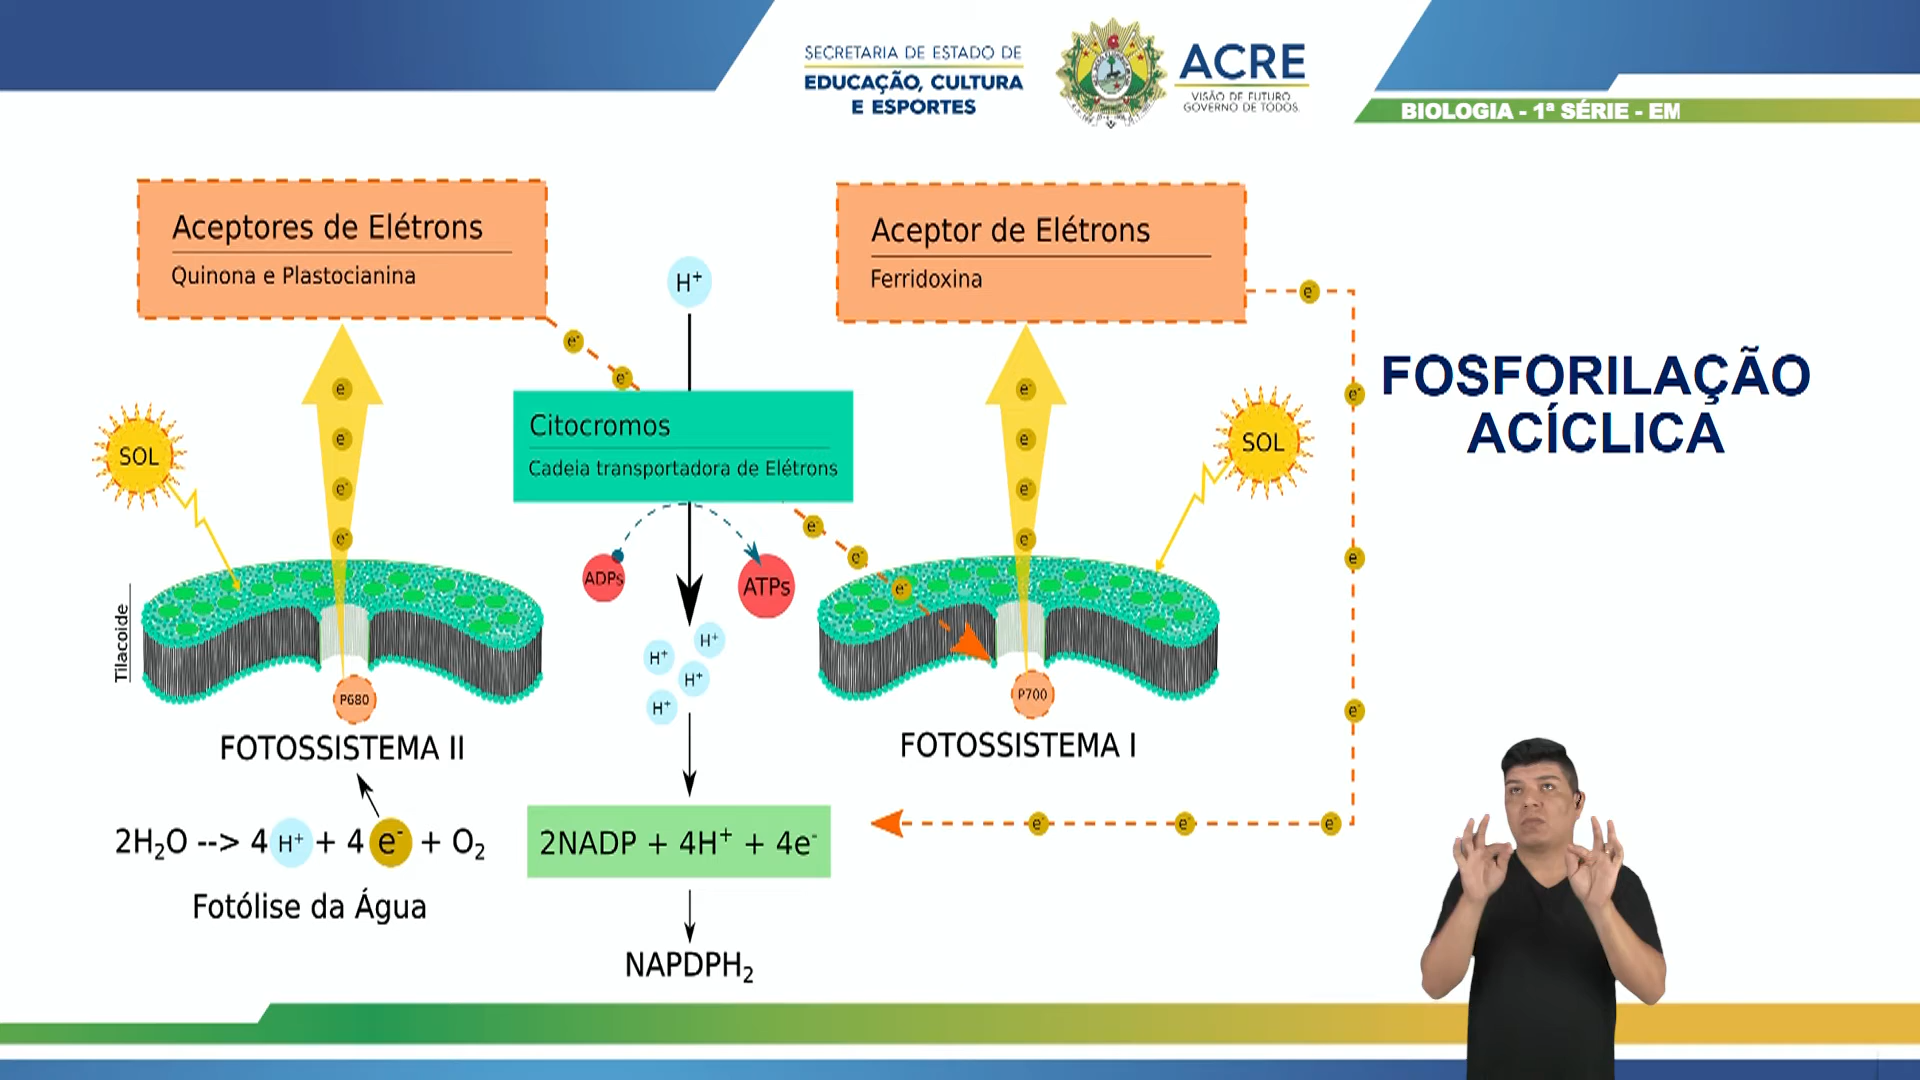 SECRETARIA DE ESTADO DE
EDUCAÇÃO, CULTURA
E ESPORTES
ACRE
VISÃO DE FUTURO
GOVERNO DE TODOS.
BIOLOGIA - 1ª SÉRIE - EM
Aceptores de Elétrons
Quinona e Plastocianina
H⁺
Aceptor de Elétrons
Ferridoxina
e⁻
e⁻
e⁻
FOSFORILAÇÃO
ACÍCLICA
e⁻
e⁻
e⁻
e⁻
e⁻
e⁻
e⁻
e⁻
SOL
Citocromos
Cadeia transportadora de Elétrons
SOL
e⁻
e⁻
e⁻
e⁻
e⁻
e⁻
ADPs
ATPs
Tilacoide
H⁺
H⁺
H⁺
H⁺
P680
P700
e⁻
FOTOSSISTEMA II
FOTOSSISTEMA I
2H₂O --> 4 H⁺ + 4 e⁻ + O₂
2NADP + 4H⁺ + 4e⁻
e⁻
e⁻
e⁻
Fotólise da Água
NAPDPH₂